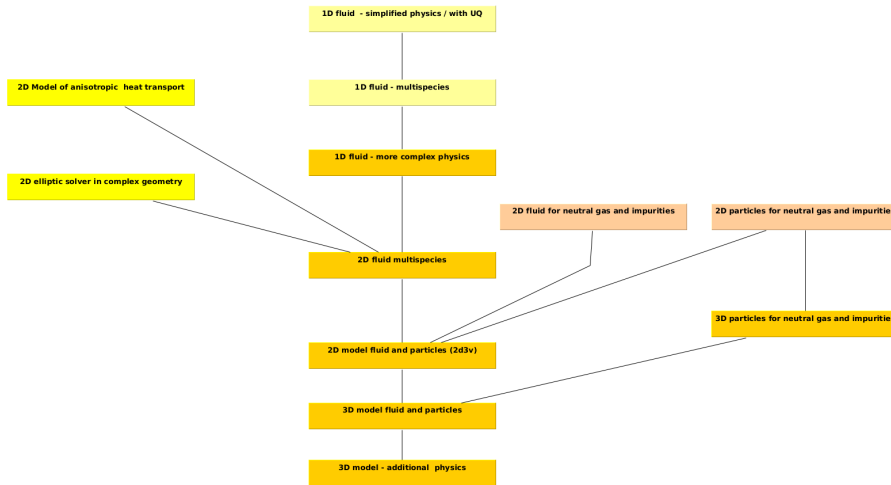 1D fluid - simplified physics / with UQ
2D Model of anisotropic heat transport
1D fluid - multispecies
1D fluid - more complex physics
2D elliptic solver in complex geometry
2D fluid for neutral gas and impurities
2D particles for neutral gas and impuritie
2D fluid multispecies
3D particles for neutral gas and impuritie
2D model fluid and particles (2d3v)
3D model fluid and particles
3D model - additional physics